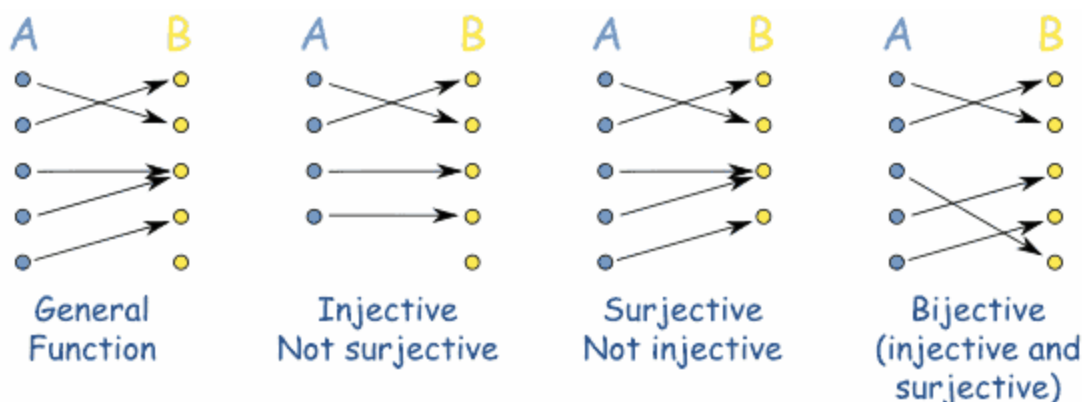 A B
A B
A B
A B
General
Function
Injective
Not surjective
Surjective
Not injective
Bijective
(injective and
surjective)